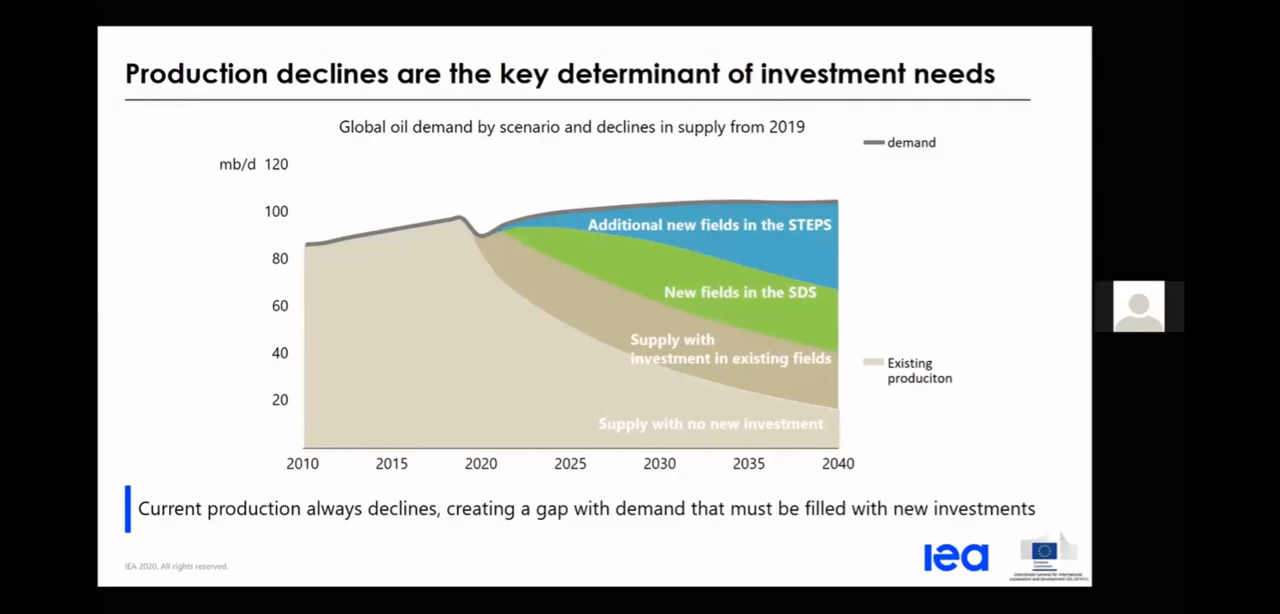 Production declines are the key determinant of investment needs
Global oil demand by scenario and declines in supply from 2019
demand
mb/d 120
100
80
60
40
20
Additional new fields in the STEPS
New fields in the SDS
Supply with
investment in existing fields
Supply with no new investment
Existing
produciton
2010 2015 2020 2025 2030 2035 2040
Current production always declines, creating a gap with demand that must be filled with new investments
IEA 2020. All rights reserved.
iea